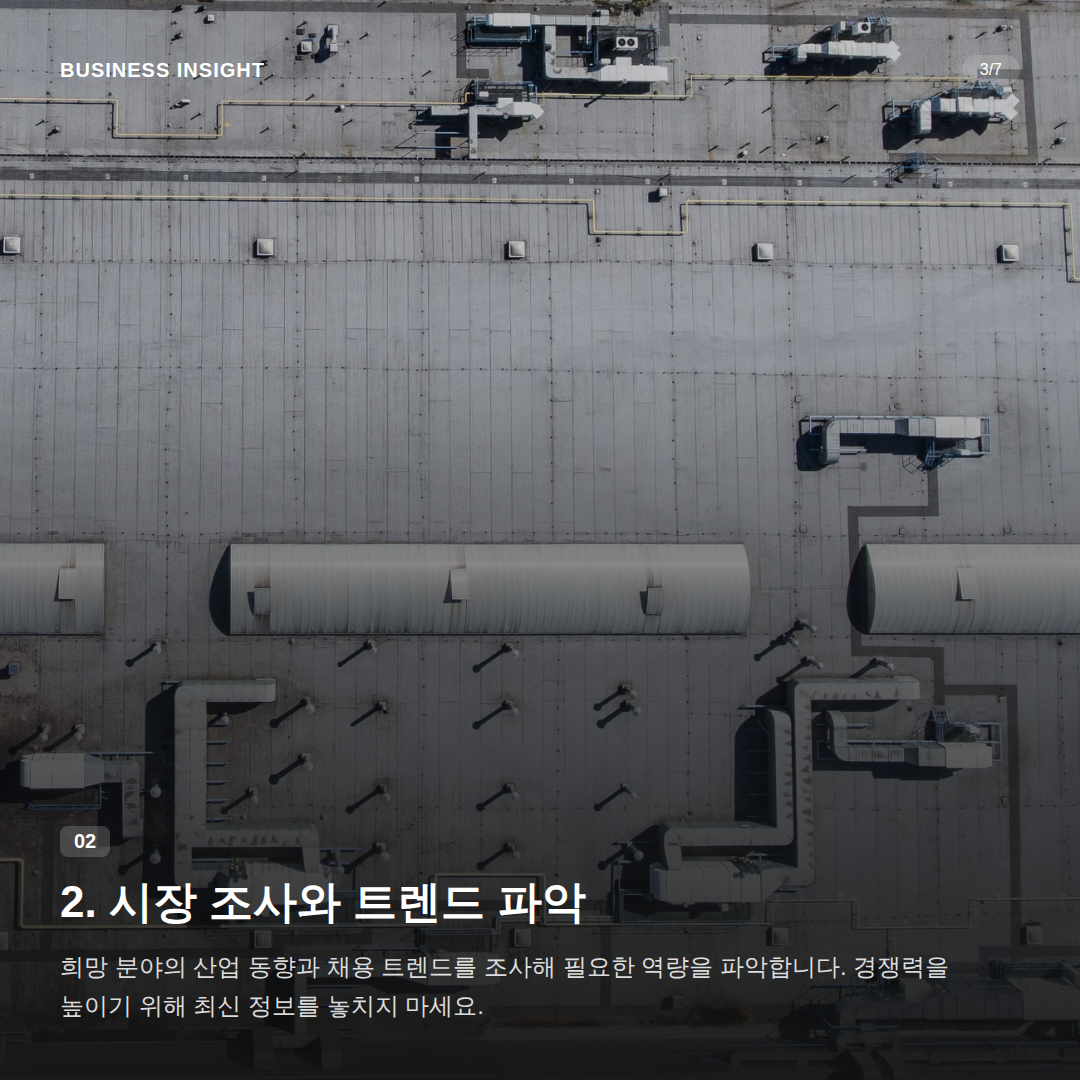 BUSINESS INSIGHT
3/7
02
2. 시장 조사와 트렌드 파악
희망 분야의 산업 동향과 채용 트렌드를 조사해 필요한 역량을 파악합니다. 경쟁력을
높이기 위해 최신 정보를 놓치지 마세요.